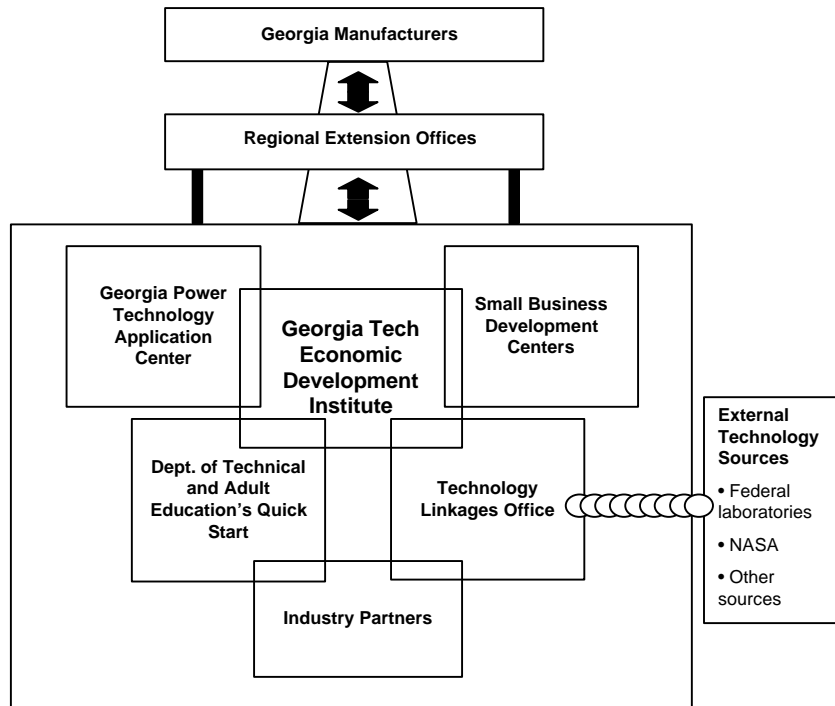 Georgia Manufacturers
Regional Extension Offices
Georgia Power
Technology
Application
Center
Georgia Tech
Economic
Development
Institute
Small Business
Development
Centers
Dept. of Technical
and Adult
Education’s Quick
Start
Technology
Linkages Office
Industry Partners
External
Technology
Sources
• Federal
laboratories
• NASA
• Other
sources